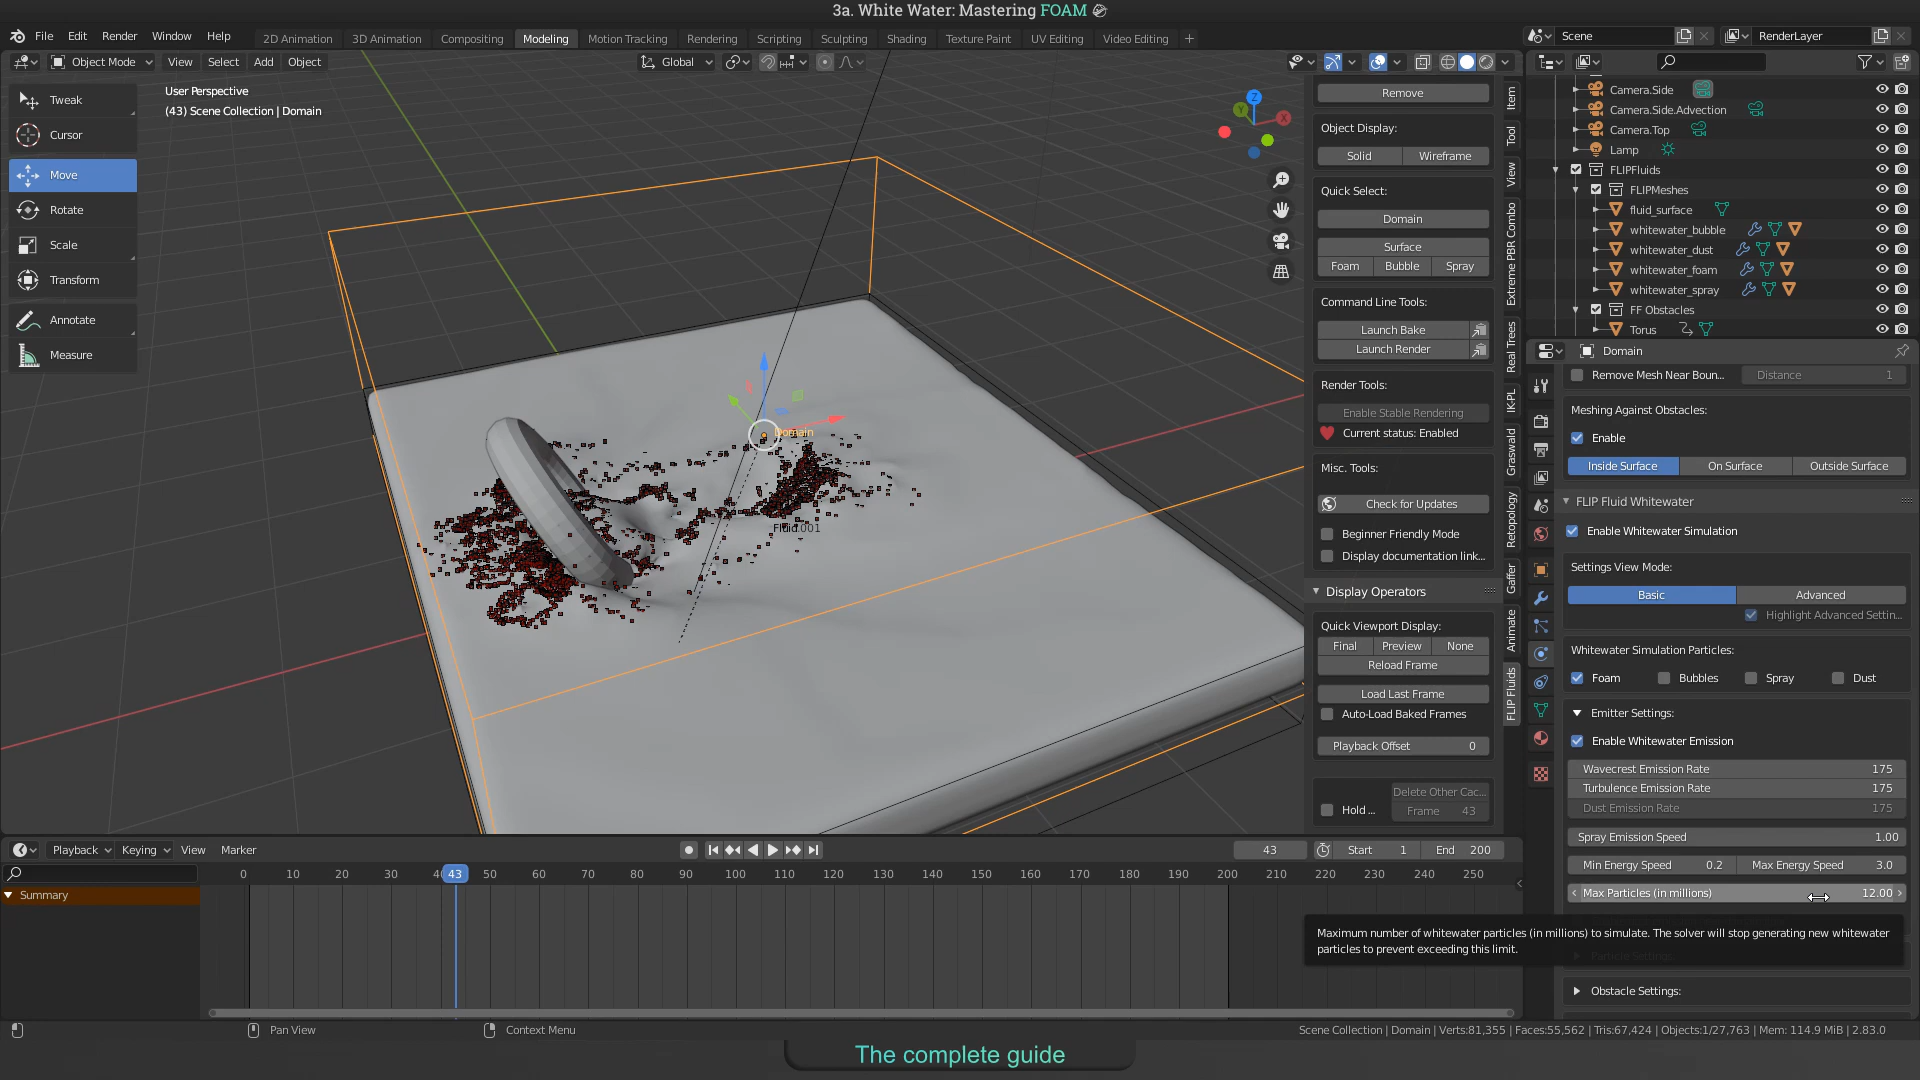 3a. White Water: Mastering FOAM
File Edit Render Window Help
2D Animation 3D Animation Compositing Modeling Motion Tracking Rendering Scripting Sculpting Shading Texture Paint UV Editing Video Editing +
Scene
RenderLayer
Object Mode View Select Add Object
Global
User Perspective
(43) Scene Collection | Domain
Tweak
Cursor
Move
Rotate
Scale
Transform
Annotate
Measure
Z
Y
X
Domain
Fluid.001
Remove
Object Display:
Solid Wireframe
Quick Select:
Domain
Surface
Foam Bubble Spray
Command Line Tools:
Launch Bake
Launch Render
Render Tools:
Enable Stable Rendering
Current status: Enabled
Misc. Tools:
Check for Updates
Beginner Friendly Mode
Display documentation link...
Display Operators
Quick Viewport Display:
Final Preview None
Reload Frame
Load Last Frame
Auto-Load Baked Frames
Playback Offset 0
Delete Other Cac...
Hold ...
Frame 43
Item
Tool
View
Extreme PBR Combo
Real Trees
IK-PL
Graswald
Retopology
Gaffer
Animate
FLIP Fluids
Camera.Side
Camera.Side.Advection
Camera.Top
Lamp
FLIPFluids
FLIPMeshes
fluid_surface
whitewater_bubble
whitewater_dust
whitewater_foam
whitewater_spray
FF Obstacles
Torus
Domain
Remove Mesh Near Boun... Distance 1
Meshing Against Obstacles:
Enable
Inside Surface On Surface Outside Surface
FLIP Fluid Whitewater
Enable Whitewater Simulation
Settings View Mode:
Basic Advanced
Highlight Advanced Settin...
Whitewater Simulation Particles:
Foam Bubbles Spray Dust
Emitter Settings:
Enable Whitewater Emission
Wavecrest Emission Rate 175
Turbulence Emission Rate 175
Dust Emission Rate 175
Spray Emission Speed 1.00
Min Energy Speed 0.2 Max Energy Speed 3.0
Max Particles (in millions) 12.00
Maximum number of whitewater particles (in millions) to simulate. The solver will stop generating new whitewater
particles to prevent exceeding this limit.
Particle Settings:
Obstacle Settings:
Playback Keying View Marker
43 Start 1 End 200
0 10 20 30 40 43 50 60 70 80 90 100 110 120 130 140 150 160 170 180 190 200 210 220 230 240 250
Summary
Pan View
Context Menu
Scene Collection | Domain | Verts:81,355 | Faces:55,562 | Tris:67,424 | Objects:1/27,763 | Mem: 114.9 MiB | 2.83.0
The complete guide